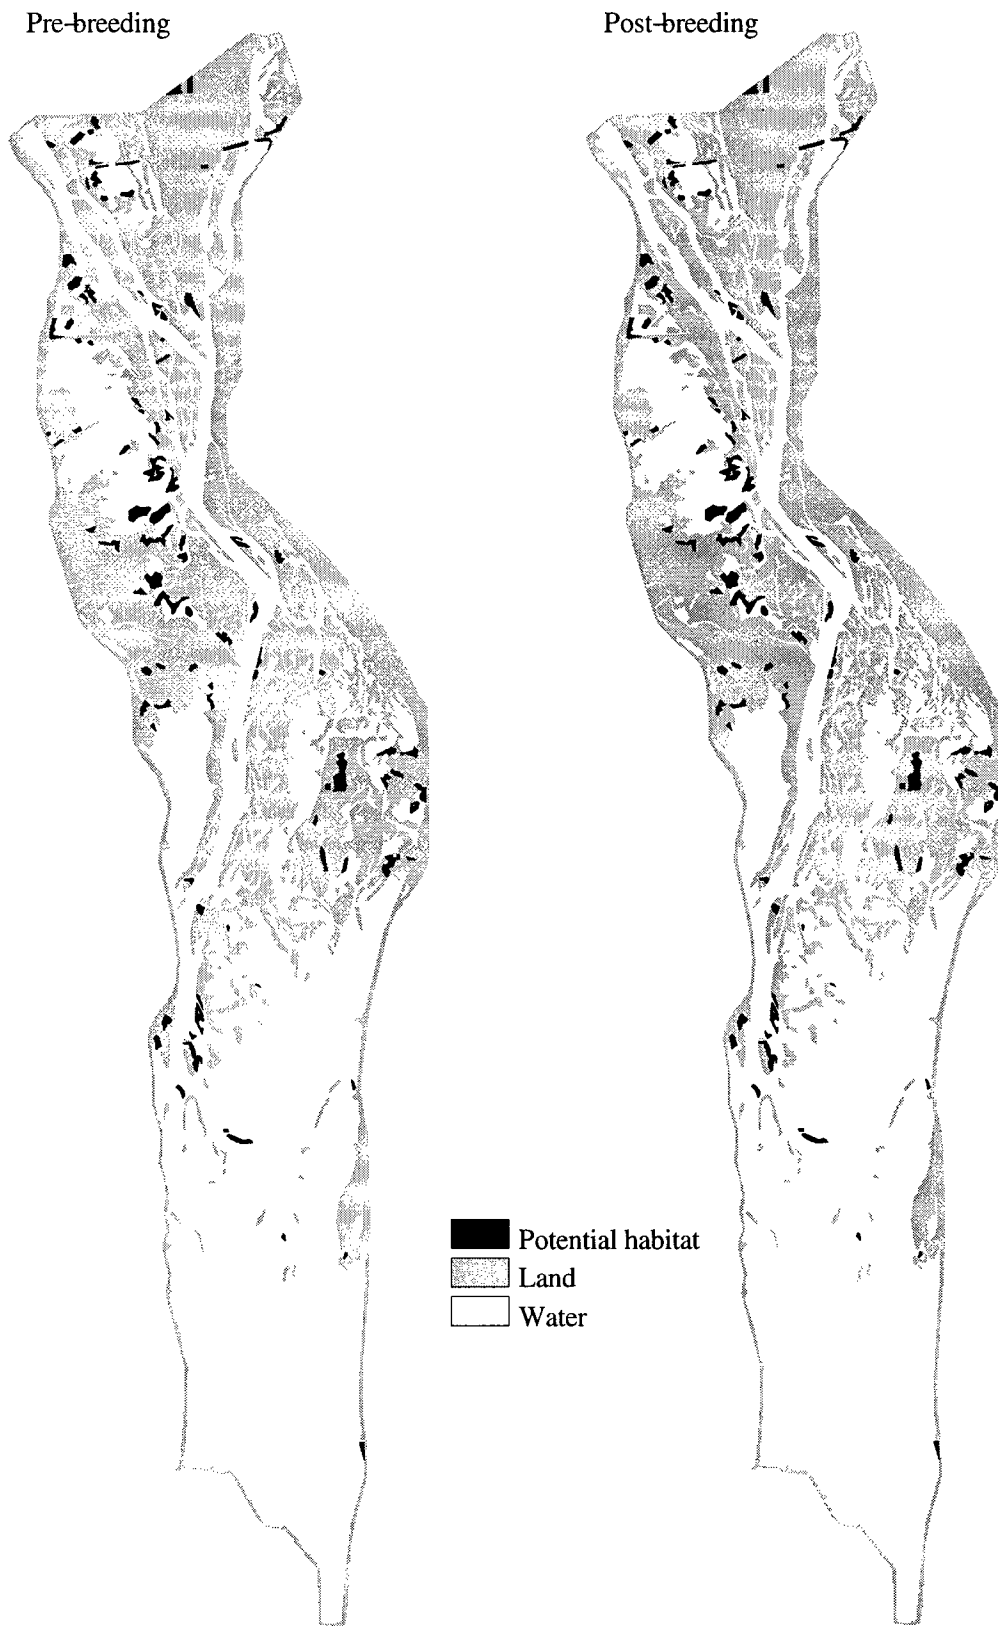 Pre-breeding
Post-breeding
Potential habitat
Land
Water